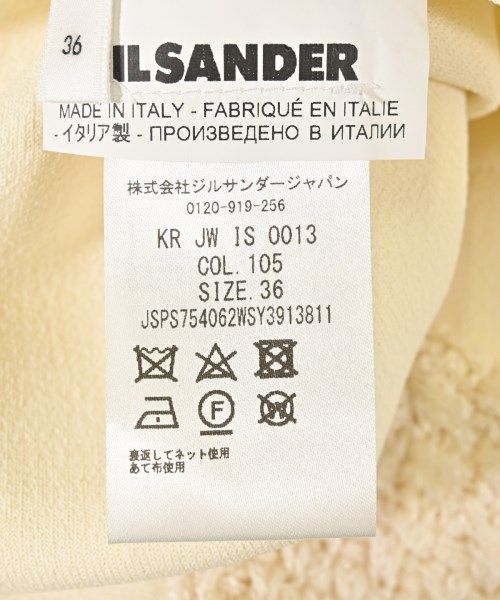 36
ILSANDER
MADE IN ITALY - FABRIQUÉ EN ITALIE
- イタリア製 - ПРОИЗВЕДЕНО В ИТАЛИИ
株式会社ジルサンダージャパン
0120-919-256
KR JW IS 0013
COL. 105
SIZE. 36
JSPS754062WSY3913811
F
W
裏返してネット使用
あて布使用